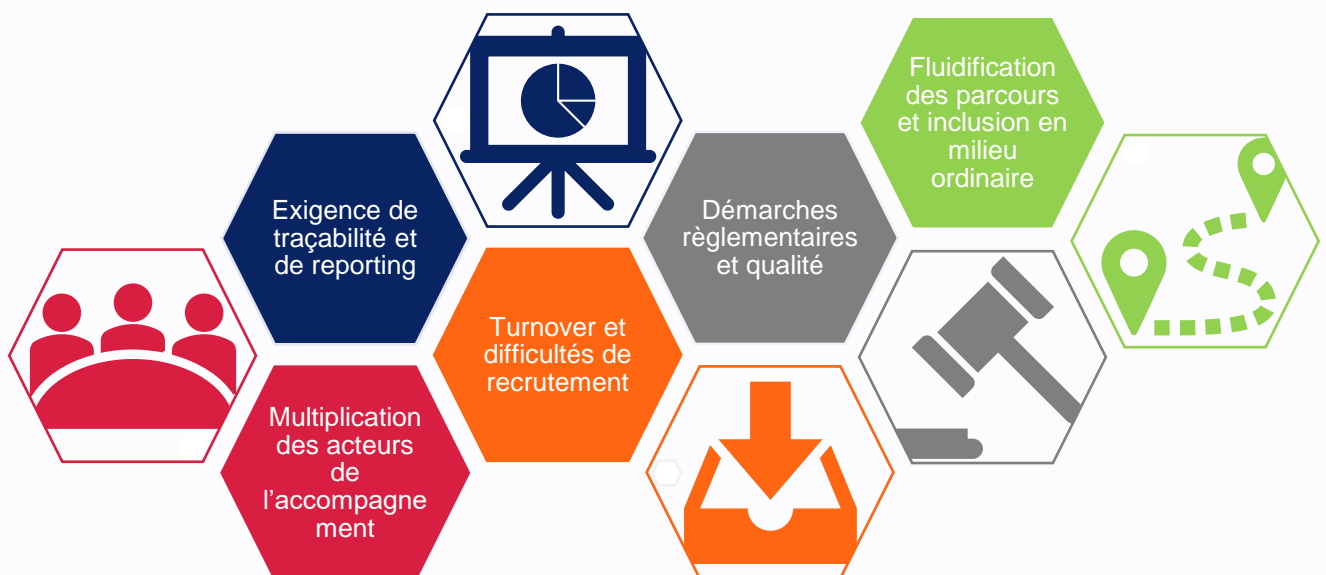 Exigence de
traçabilité et
de reporting
Multiplication
des acteurs
de
l’accompagne
ment
Turnover et
difficultés de
recrutement
Démarches
règlementaires
et qualité
Fluidification
des parcours
et inclusion en
milieu
ordinaire